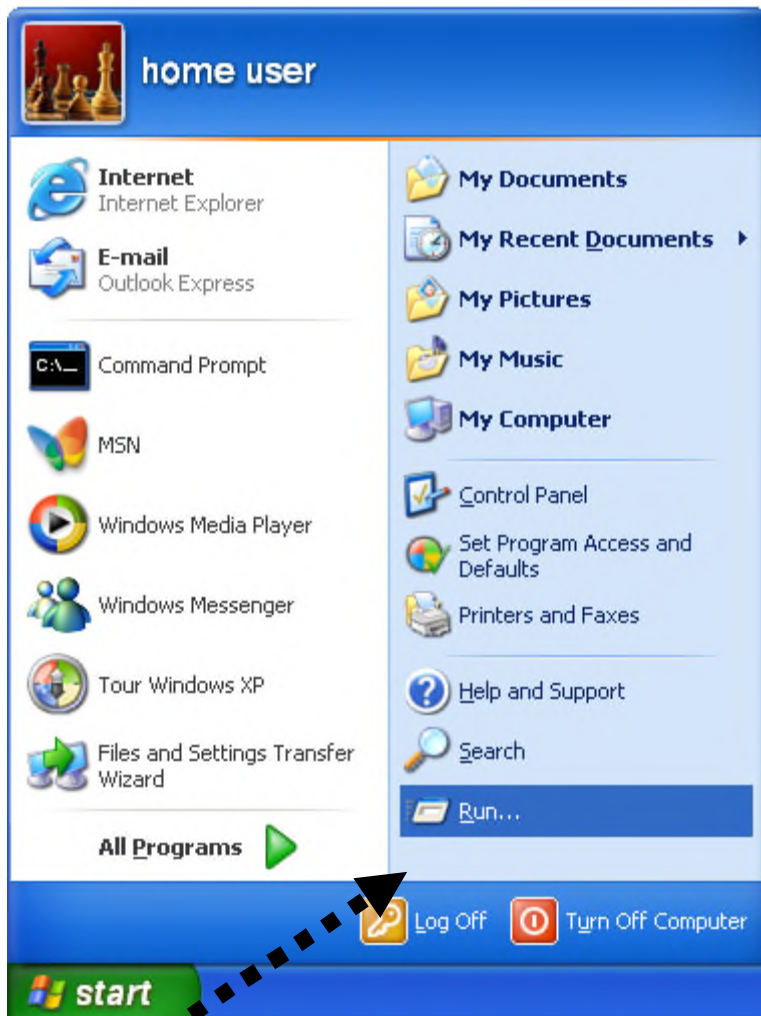 home user
Internet
Internet Explorer
E-mail
Outlook Express
C:\_
Command Prompt
MSN
Windows Media Player
Windows Messenger
Tour Windows XP
Files and Settings Transfer
Wizard
All Programs
My Documents
My Recent Documents
My Pictures
My Music
My Computer
Control Panel
Set Program Access and
Defaults
Printers and Faxes
Help and Support
Search
Run...
Log Off
Turn Off Computer
start